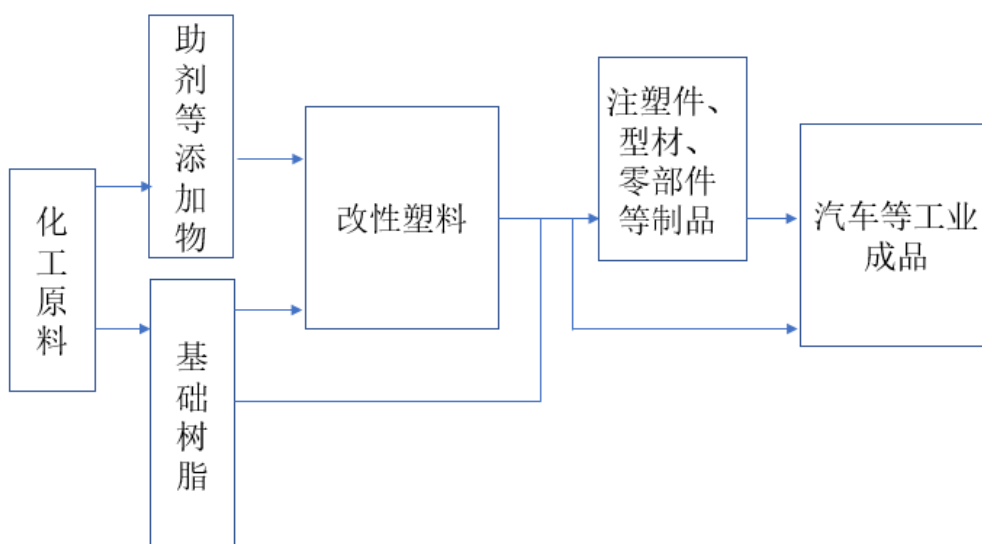 化工原料
助剂等添加物
基础树脂
改性塑料
注塑件、
型材、
零部件
等制品
汽车等工业
成品